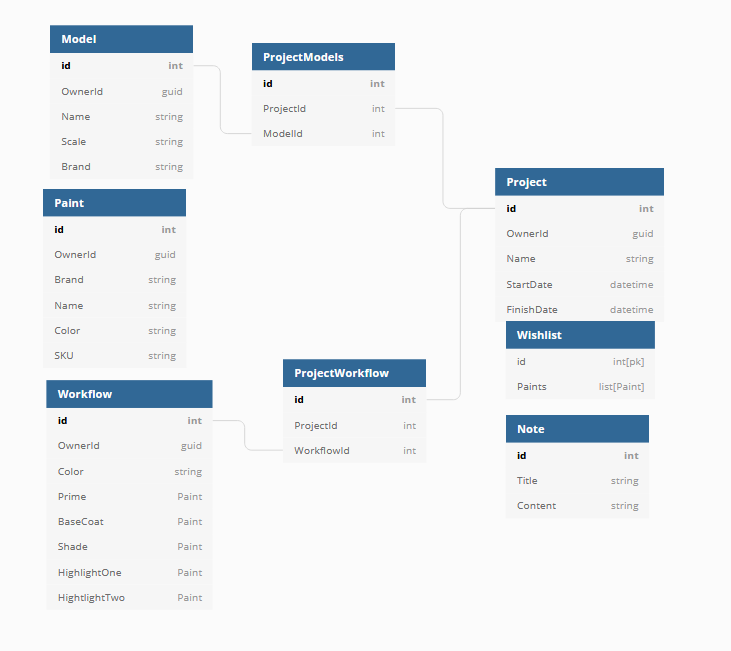 Model
id int
OwnerId guid
Name string
Scale string
Brand string
ProjectModels
id int
ProjectId int
ModelId int
Paint
id int
OwnerId guid
Brand string
Name string
Color string
SKU string
Project
id int
OwnerId guid
Name string
StartDate datetime
FinishDate datetime
Wishlist
id int[pk]
Paints list[Paint]
Workflow
id int
OwnerId guid
Color string
Prime Paint
BaseCoat Paint
Shade Paint
HighlightOne Paint
HightlightTwo Paint
ProjectWorkflow
id int
ProjectId int
WorkflowId int
Note
id int
Title string
Content string